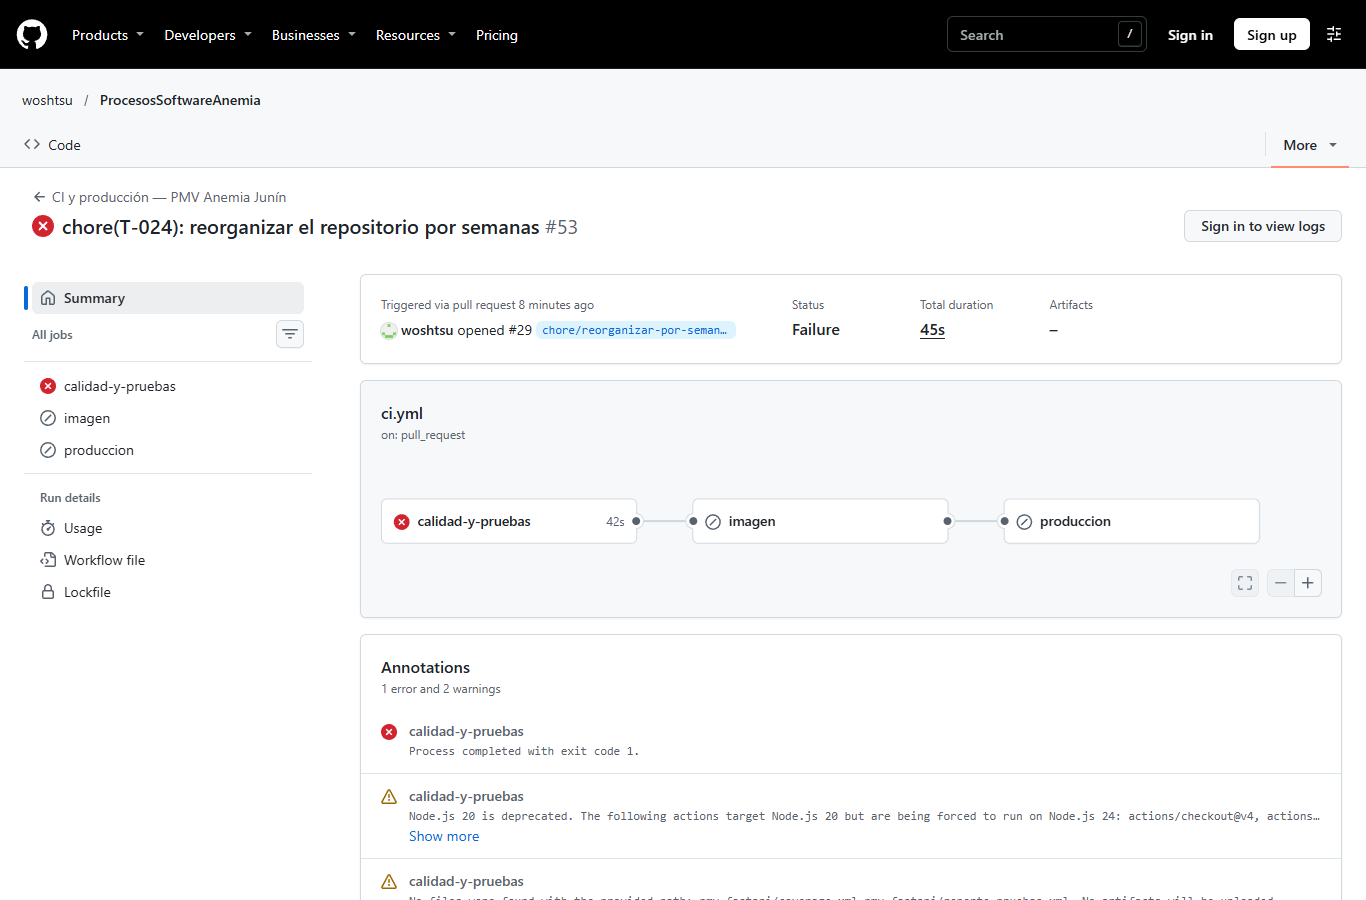 Products Developers Businesses Resources Pricing Search / Sign in Sign up
woshtsu / ProcesosSoftwareAnemia
Code More
← CI y producción — PMV Anemia Junín
chore(T-024): reorganizar el repositorio por semanas #53
Sign in to view logs
Summary
All jobs
calidad-y-pruebas
imagen
produccion
Run details
Usage
Workflow file
Lockfile
Triggered via pull request 8 minutes ago
woshtsu opened #29 chore/reorganizar-por-seman…
Status
Failure
Total duration
45s
Artifacts
–
ci.yml
on: pull_request
calidad-y-pruebas 42s
imagen
produccion
Annotations
1 error and 2 warnings
calidad-y-pruebas
Process completed with exit code 1.
calidad-y-pruebas
Node.js 20 is deprecated. The following actions target Node.js 20 but are being forced to run on Node.js 24: actions/checkout@v4, actions…
Show more
calidad-y-pruebas